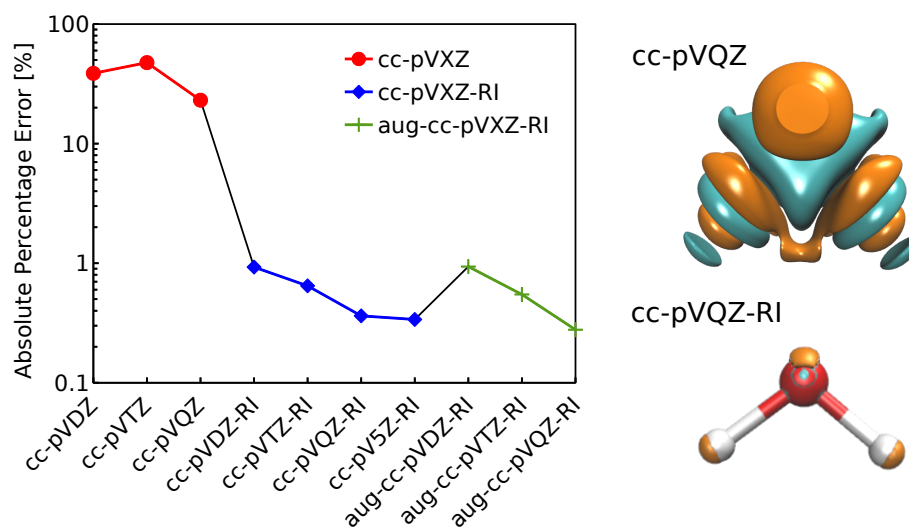 Absolute Percentage Error [%]
100
10
1
0.1
cc-pVXZ
cc-pVXZ-RI
aug-cc-pVXZ-RI
cc-pVDZ
cc-pVTZ
cc-pVQZ
cc-pVDZ-RI
cc-pVTZ-RI
cc-pVQZ-RI
cc-pV5Z-RI
aug-cc-pVDZ-RI
aug-cc-pVTZ-RI
aug-cc-pVQZ-RI
cc-pVQZ
cc-pVQZ-RI